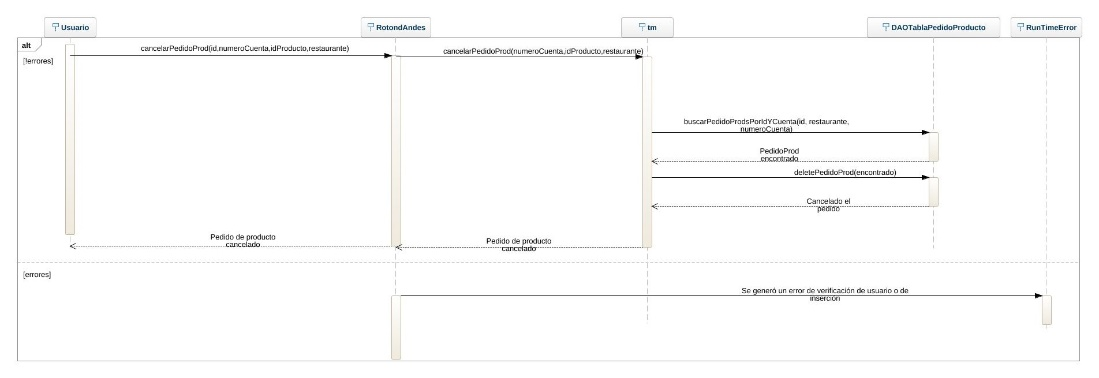 Usuario
RotondAndes
tm
DAOTablaPedidoProducto
RunTimeError
alt
[!errores]
cancelarPedidoProd(id,numeroCuenta,idProducto,restaurante)
cancelarPedidoProd(numeroCuenta,idProducto,restaurante)
buscarPedidoProdsPorIdYCuenta(id, restaurante,
numeroCuenta)
PedidoProd
encontrado
deletePedidoProd(encontrado)
Cancelado el
pedido
Pedido de producto
cancelado
Pedido de producto
cancelado
[errores]
Se generó un error de verificación de usuario o de
inserción